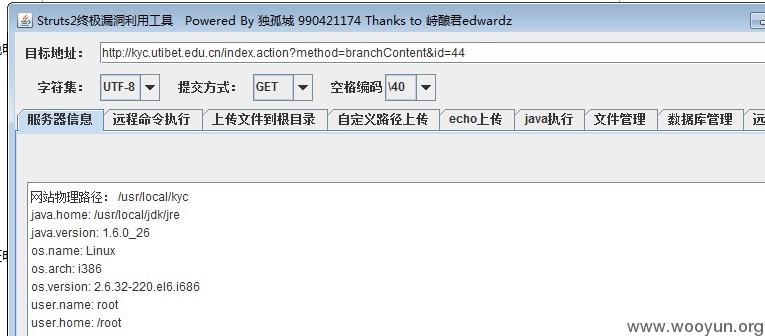 Struts2终极漏洞利用工具 Powered By 独孤城 990421174 Thanks to 峙酿君edwardz
目标地址： http://kyc.utibet.edu.cn/index.action?method=branchContent&id=44
字符集： UTF-8 提交方式： GET 空格编码 \40
服务器信息 远程命令执行 上传文件到根目录 自定义路径上传 echo上传 java执行 文件管理 数据库管理 远
网站物理路径： /usr/local/kyc
java.home: /usr/local/jdk/jre
java.version: 1.6.0_26
os.name: Linux
os.arch: i386
os.version: 2.6.32-220.el6.i686
user.name: root
user.home: /root
www.wooyun.org